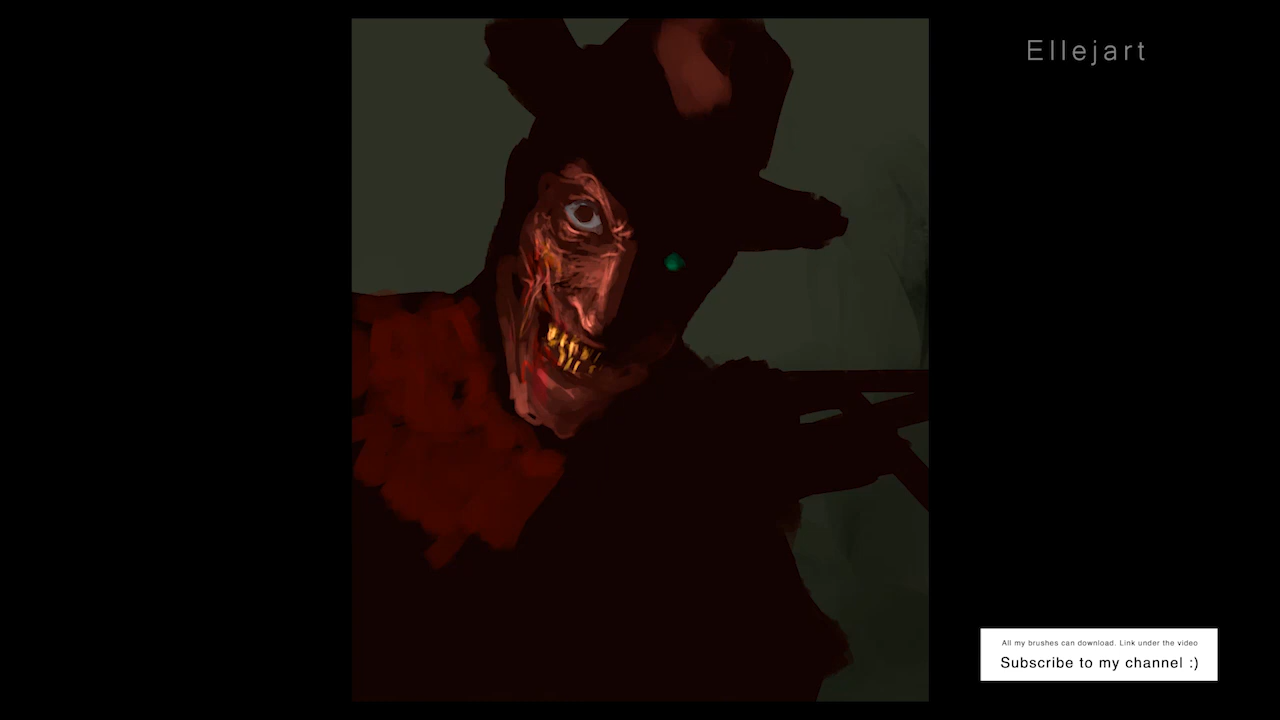 Ellejart
All my brushes can download. Link under the video
Subscribe to my channel :)